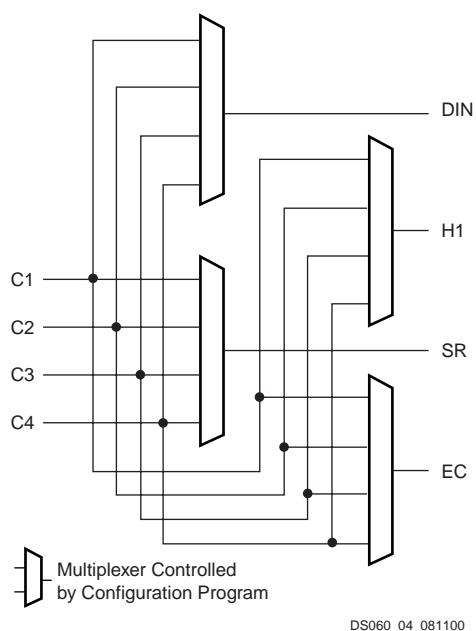 DIN
H1
C1
C2
SR
C3
C4
EC
Multiplexer Controlled
by Configuration Program
DS060_04_081100